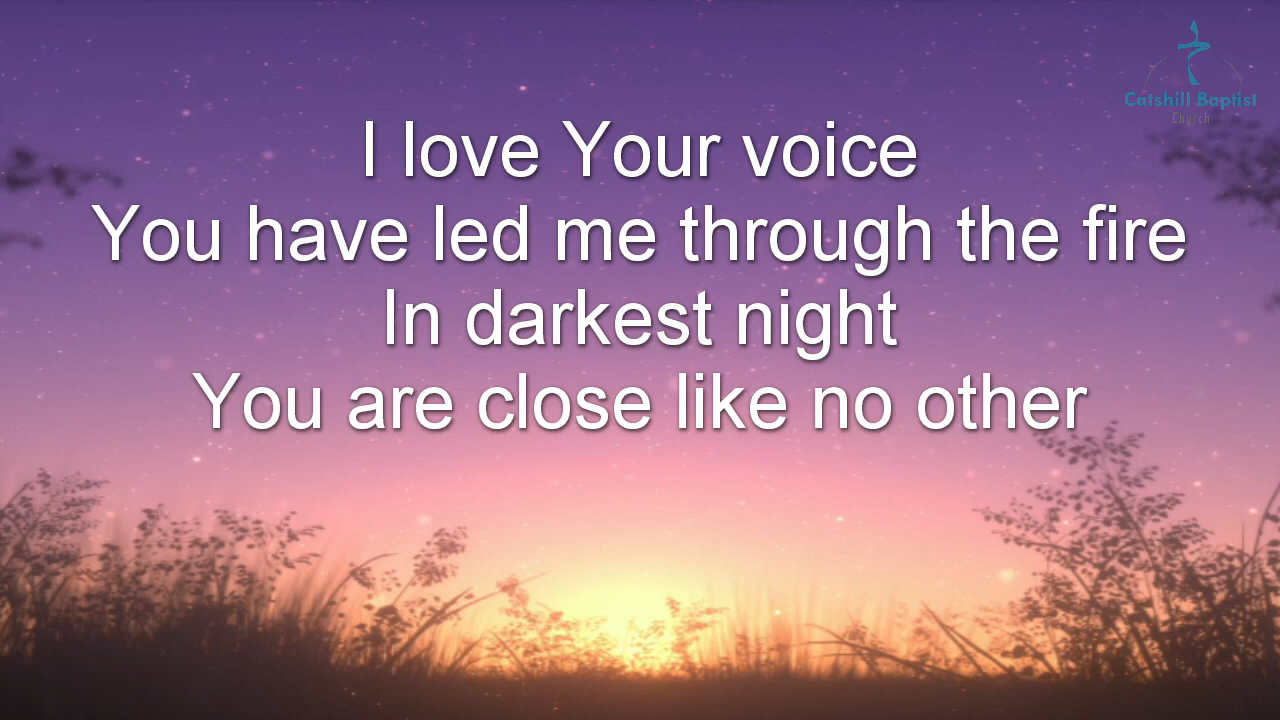 Catshill Baptist
Church
I love Your voice
You have led me through the fire
In darkest night
You are close like no other